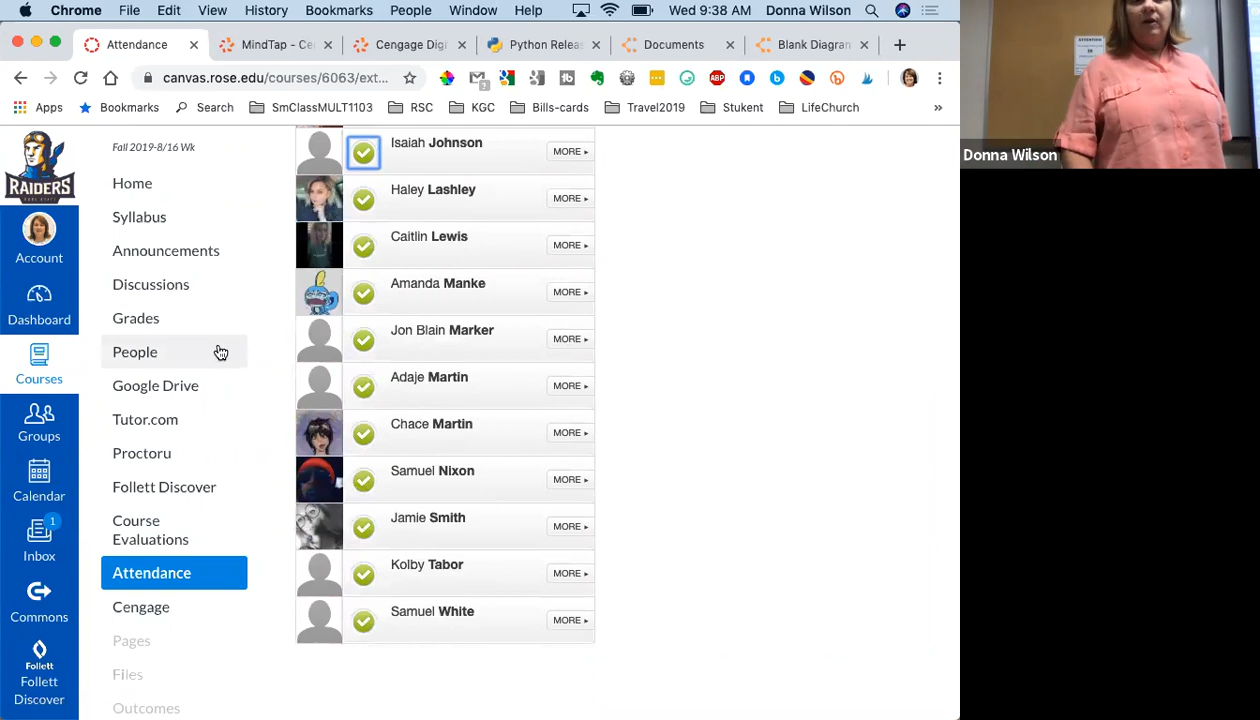 Chrome File Edit View History Bookmarks People Window Help Wed 9:38 AM Donna Wilson
Attendance MindTap - Ce Cengage Digi Python Relea Documents Blank Diagran
canvas.rose.edu/courses/6063/ext... ABP
Apps Bookmarks Search SmClassMULT1103 RSC KGC Bills-cards Travel2019 Stukent LifeChurch »
RAIDERS
Account
Dashboard
Courses
Groups
Calendar
1
Inbox
Commons
Follett
Follett
Discover
Fall 2019-8/16 Wk
Home
Syllabus
Announcements
Discussions
Grades
People
Google Drive
Tutor.com
Proctoru
Follett Discover
Course
Evaluations
Attendance
Cengage
Pages
Files
Outcomes
Isaiah Johnson MORE
Haley Lashley MORE
Caitlin Lewis MORE
Amanda Manke MORE
Jon Blain Marker MORE
Adaje Martin MORE
Chace Martin MORE
Samuel Nixon MORE
Jamie Smith MORE
Kolby Tabor MORE
Samuel White MORE
ATTENTION
Donna Wilson